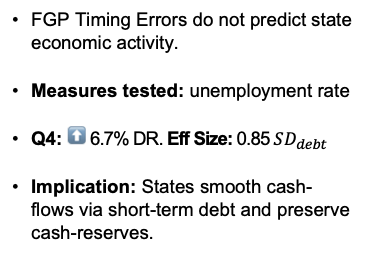 • FGP Timing Errors do not predict state
economic activity.
• Measures tested: unemployment rate
• Q4: ⬆️ 6.7% DR. Eff Size: 0.85 SD_debt
• Implication: States smooth cash-
flows via short-term debt and preserve
cash-reserves.